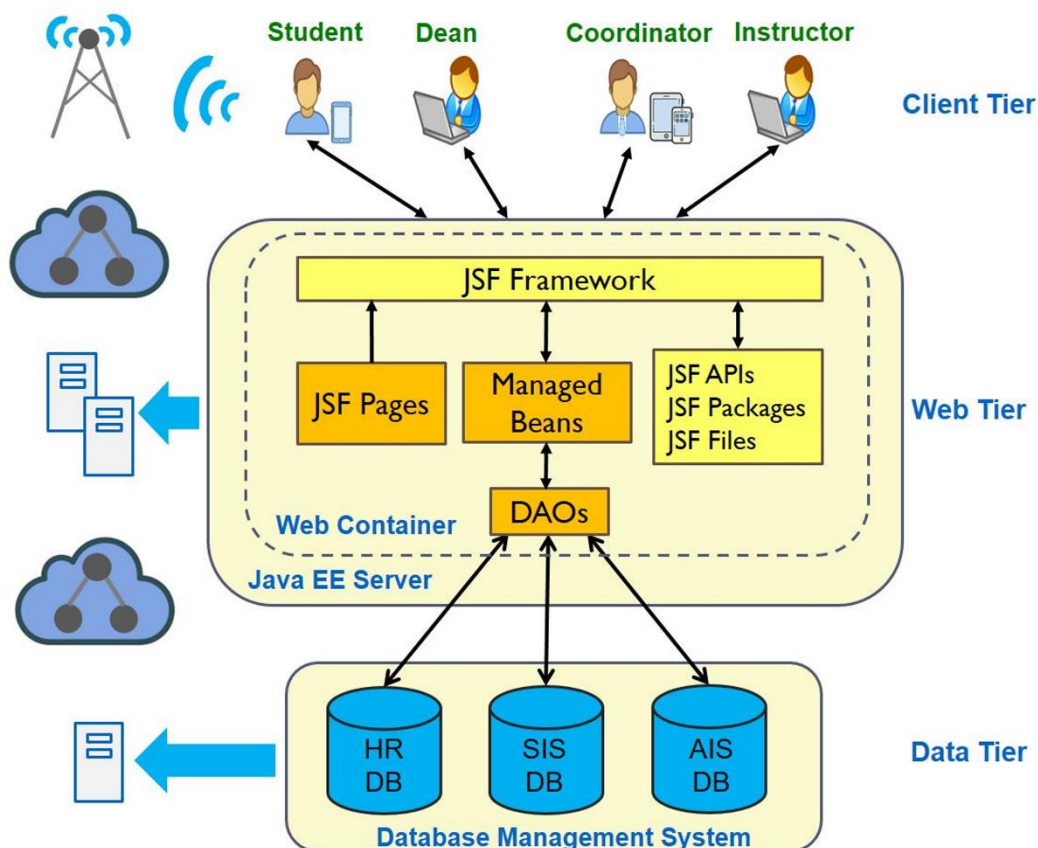 Student
Dean
Coordinator
Instructor
Client Tier
JSF Framework
JSF Pages
Managed
Beans
JSF APIs
JSF Packages
JSF Files
Web Tier
DAOs
Web Container
Java EE Server
HR
DB
SIS
DB
AIS
DB
Data Tier
Database Management System